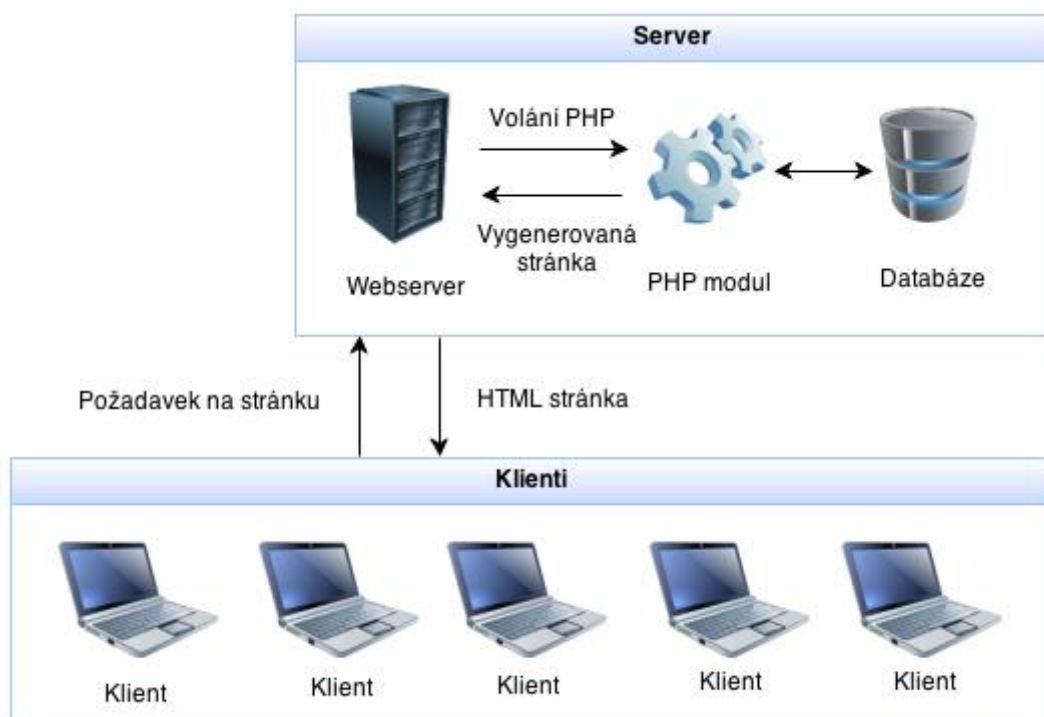 Server
Volání PHP
Vygenerovaná
stránka
Webserver
PHP modul
Databáze
Požadavek na stránku
HTML stránka
Klienti
Klient
Klient
Klient
Klient
Klient